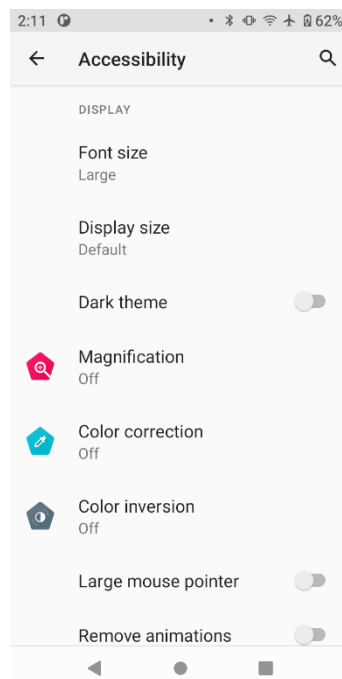 2:11
62%
Accessibility
DISPLAY
Font size
Large
Display size
Default
Dark theme
Magnification
Off
Color correction
Off
Color inversion
Off
Large mouse pointer
Remove animations